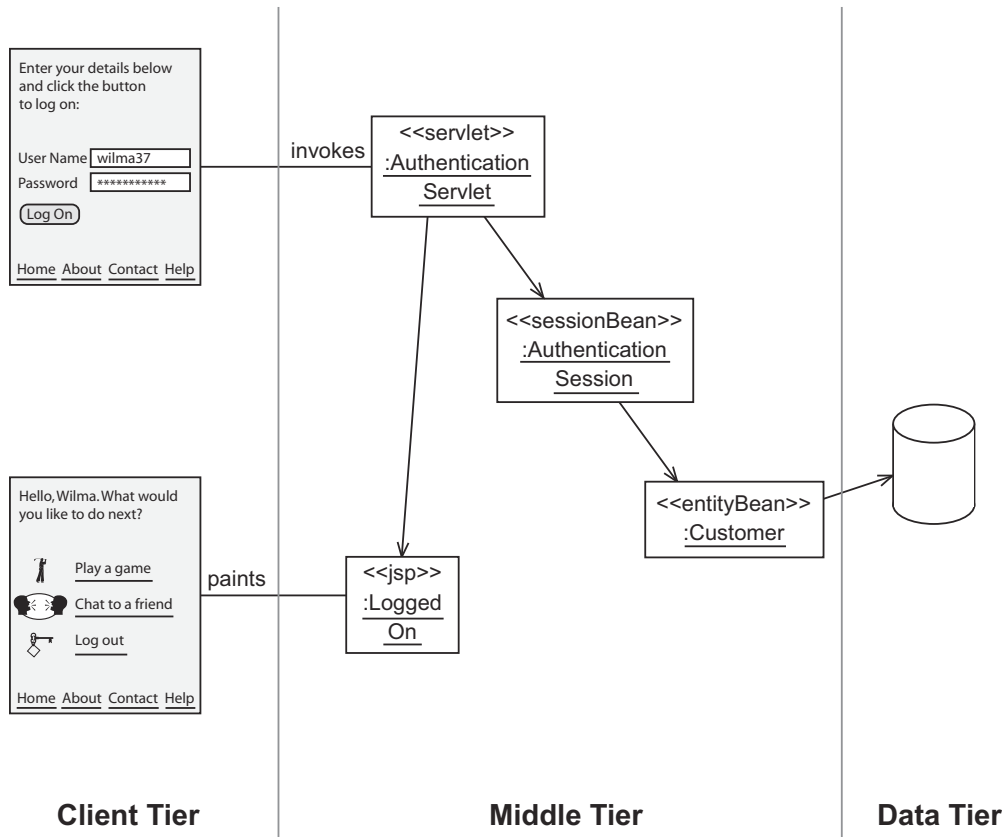 Enter your details below
and click the button
to log on:
User Name wilma37
Password ***********
Log On
Home About Contact Help
invokes
<<servlet>>
:Authentication
Servlet
<<sessionBean>>
:Authentication
Session
<<entityBean>>
:Customer
Hello, Wilma. What would
you like to do next?
Play a game
Chat to a friend
Log out
Home About Contact Help
paints
<<jsp>>
:Logged
On
Client Tier
Middle Tier
Data Tier